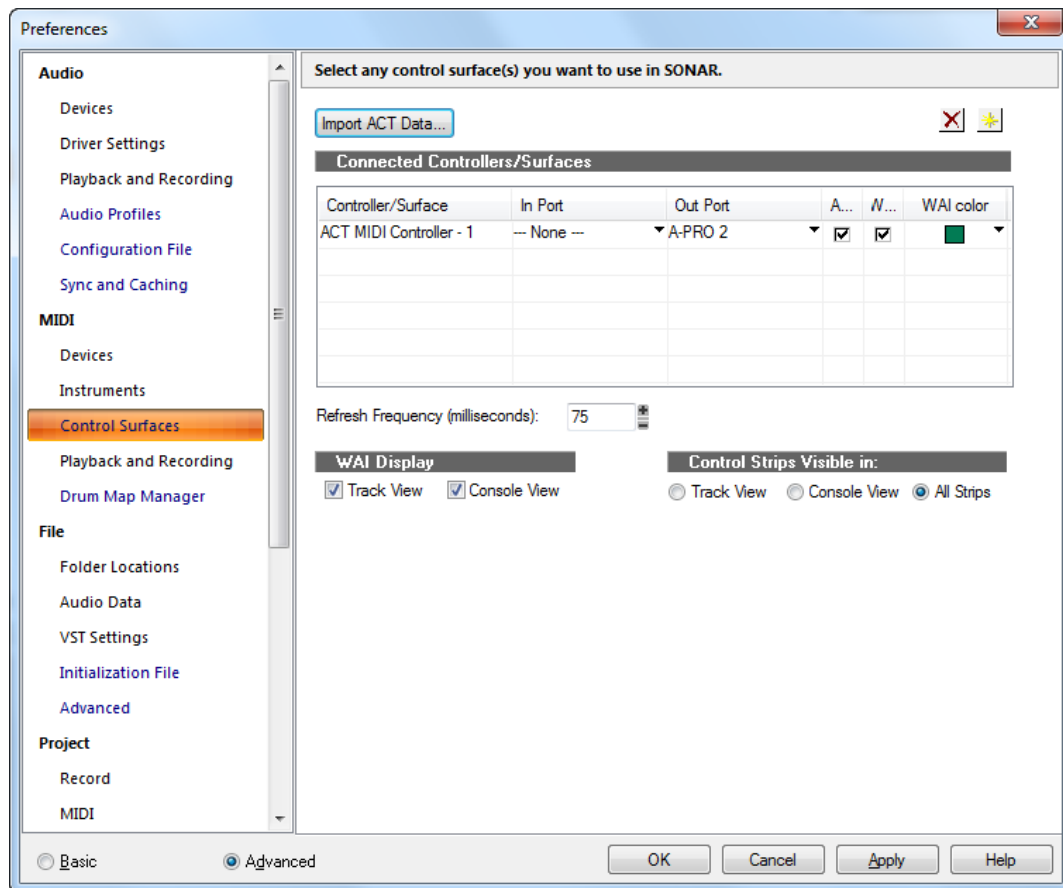 Preferences
Audio
Devices
Driver Settings
Playback and Recording
Audio Profiles
Configuration File
Sync and Caching
MIDI
Devices
Instruments
Control Surfaces
Playback and Recording
Drum Map Manager
File
Folder Locations
Audio Data
VST Settings
Initialization File
Advanced
Project
Record
MIDI
Select any control surface(s) you want to use in SONAR.
Import ACT Data...
Connected Controllers/Surfaces
Controller/Surface In Port Out Port A... W... WAI color
ACT MIDI Controller - 1 --- None --- A-PRO 2
Refresh Frequency (milliseconds): 75
WAI Display
Track View Console View
Control Strips Visible in:
Track View Console View All Strips
Basic Advanced OK Cancel Apply Help